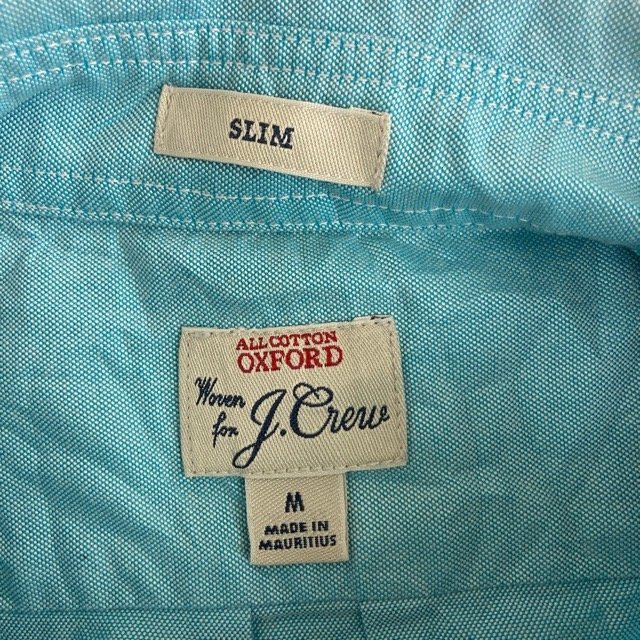 SLIM
ALL COTTON
OXFORD
Woven
for J.Crew
M
MADE IN
MAURITIUS